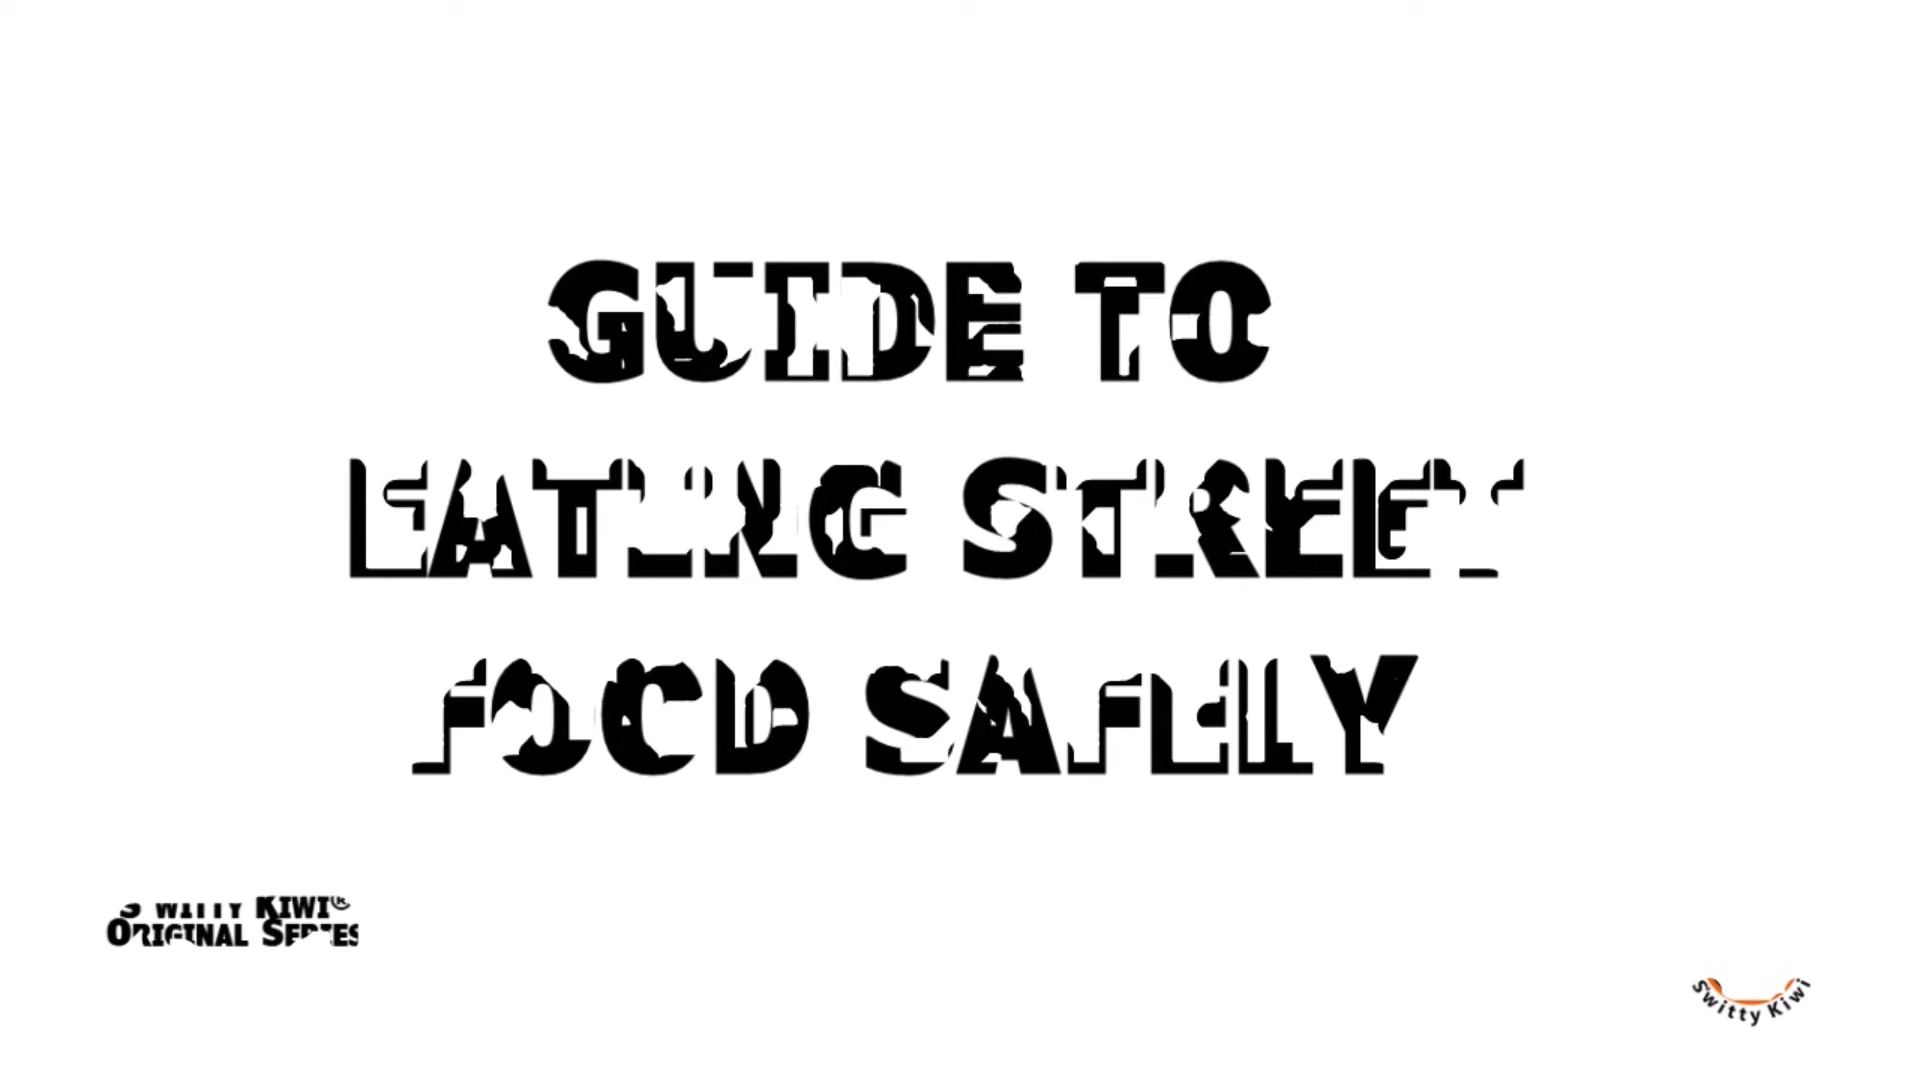 GUIDE TO
EATING STREET
FOOD SAFELY
SWITTY KIWI®
ORIGINAL SERIES
Switty Kiwi